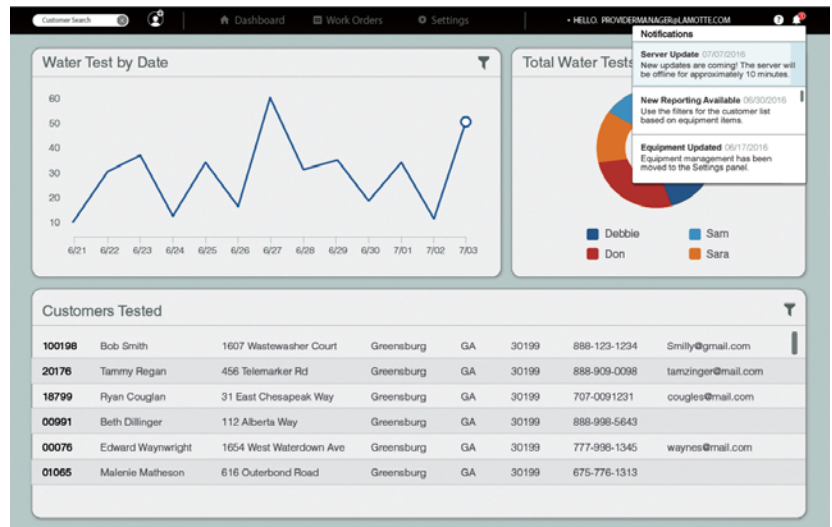 Customer Search
Dashboard
Work Orders
Settings
HELLO, PROVIDERMANAGER@LAMOTTE.COM
?
Notifications
Server Update 07/07/2016
New updates are coming! The server will
be offline for approximately 10 minutes.
New Reporting Available 06/30/2016
Use the filters for the customer list
based on equipment items.
Equipment Updated 06/17/2016
Equipment management has been
moved to the Settings panel.
Water Test by Date
60
50
40
30
20
10
6/21 6/22 6/23 6/24 6/25 6/26 6/27 6/28 6/29 6/30 7/01 7/02 7/03
Total Water Tests
Debbie
Sam
Don
Sara
Customers Tested
100198 Bob Smith 1607 Wastewasher Court Greensburg GA 30199 888-123-1234 Smilly@gmail.com
20176 Tammy Regan 456 Telemarker Rd Greensburg GA 30199 888-909-0098 tamzinger@mail.com
18799 Ryan Couglan 31 East Chesapeak Way Greensburg GA 30199 707-0091231 cougles@mail.com
00991 Beth Dillinger 112 Alberta Way Greensburg GA 30199 888-998-5643
00076 Edward Waynwright 1654 West Waterdown Ave Greensburg GA 30199 777-998-1345 waynes@mail.com
01065 Malenie Matheson 616 Outerbond Road Greensburg GA 30199 675-776-1313